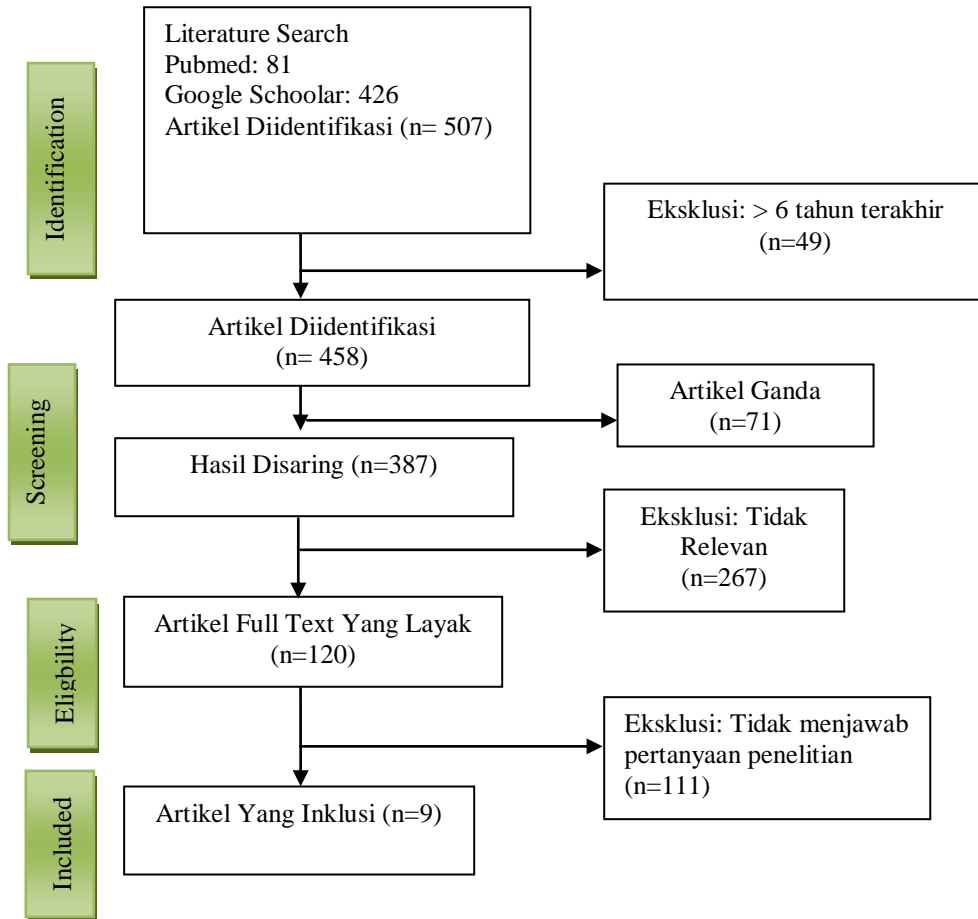 Identification
Literature Search
Pubmed: 81
Google Schoolar: 426
Artikel Diidentifikasi (n= 507)
Eksklusi: > 6 tahun terakhir
(n=49)
Artikel Diidentifikasi
(n= 458)
Screening
Artikel Ganda
(n=71)
Hasil Disaring (n=387)
Eksklusi: Tidak
Relevan
(n=267)
Eligbility
Artikel Full Text Yang Layak
(n=120)
Eksklusi: Tidak menjawab
pertanyaan penelitian
(n=111)
Included
Artikel Yang Inklusi (n=9)